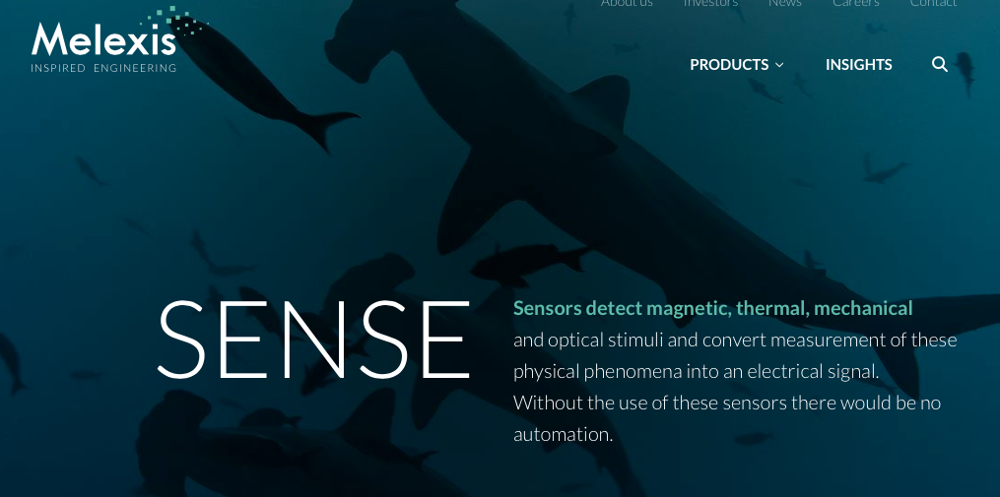 About us Investors News Careers Contact
Melexis
INSPIRED ENGINEERING
PRODUCTS INSIGHTS
SENSE
Sensors detect magnetic, thermal, mechanical
and optical stimuli and convert measurement of these
physical phenomena into an electrical signal.
Without the use of these sensors there would be no
automation.